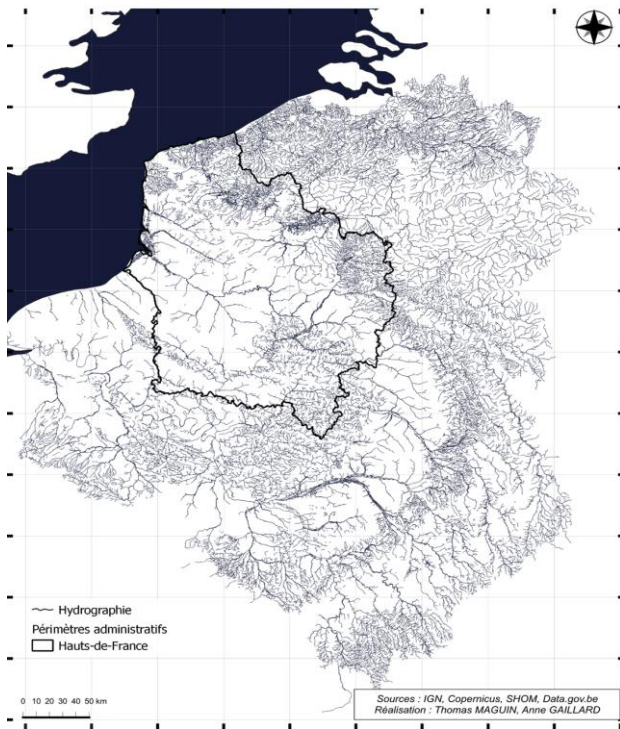 Hydrographie
Périmètres administratifs
Hauts-de-France
0 10 20 30 40 50 km
Sources : IGN, Copernicus, SHOM, Data.gov.be
Réalisation : Thomas MAGUIN, Anne GAILLARD